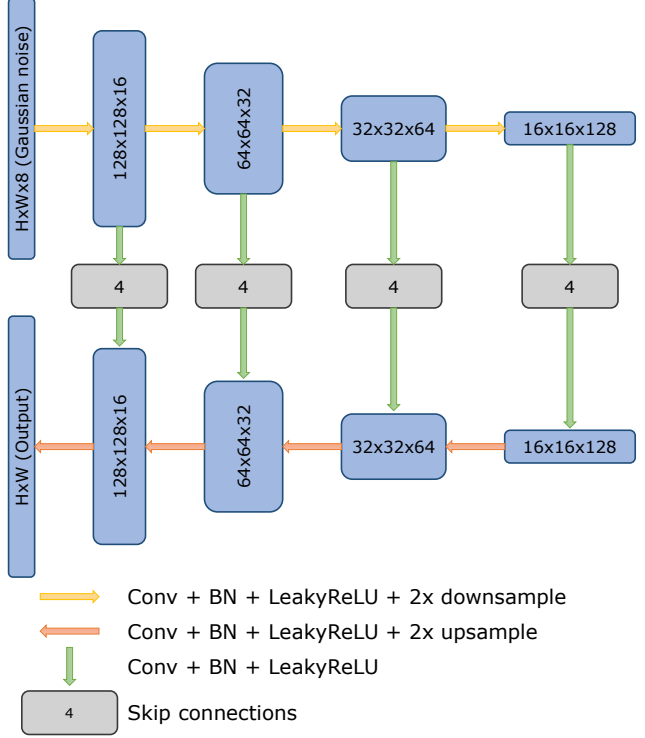 HxWx8 (Gaussian noise)
128x128x16
64x64x32
32x32x64
16x16x128
4
4
4
4
HxW (Output)
128x128x16
64x64x32
32x32x64
16x16x128
Conv + BN + LeakyReLU + 2x downsample
Conv + BN + LeakyReLU + 2x upsample
Conv + BN + LeakyReLU
4
Skip connections